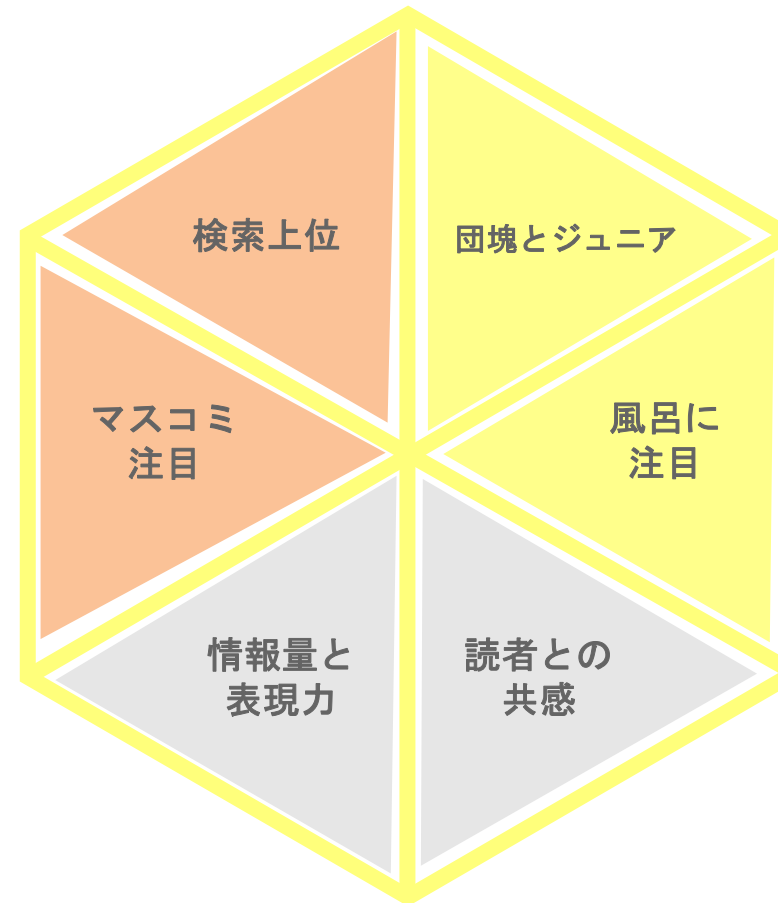 検索上位
団塊とジュニア
マスコミ
注目
風呂に
注目
情報量と
表現力
読者との
共感